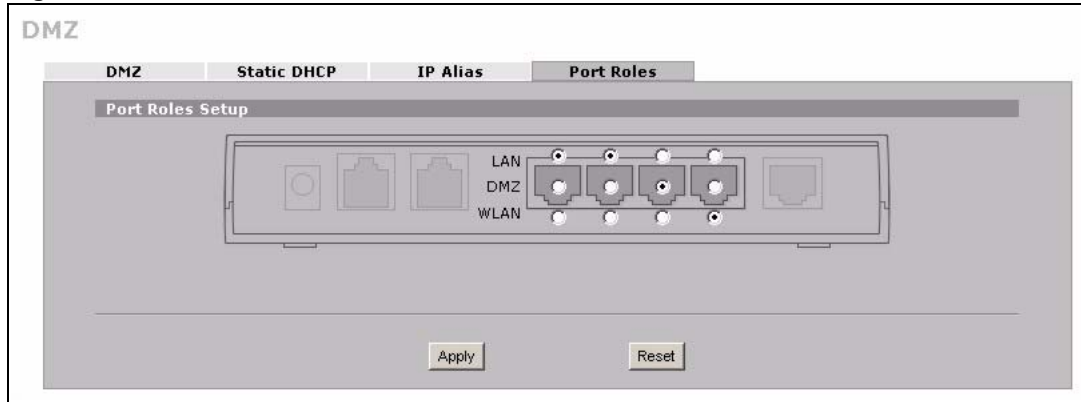 DMZ
DMZ Static DHCP IP Alias Port Roles
Port Roles Setup
LAN
DMZ
WLAN
Apply Reset